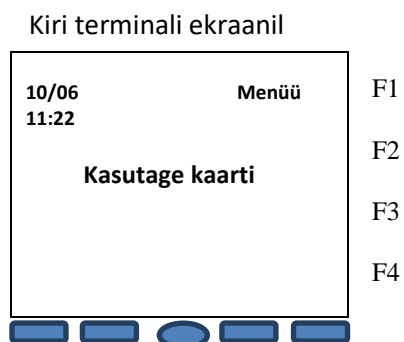 Kiri terminali ekraanil
10/06 Menüü F1
11:22
F2
Kasutage kaarti
F3
F4